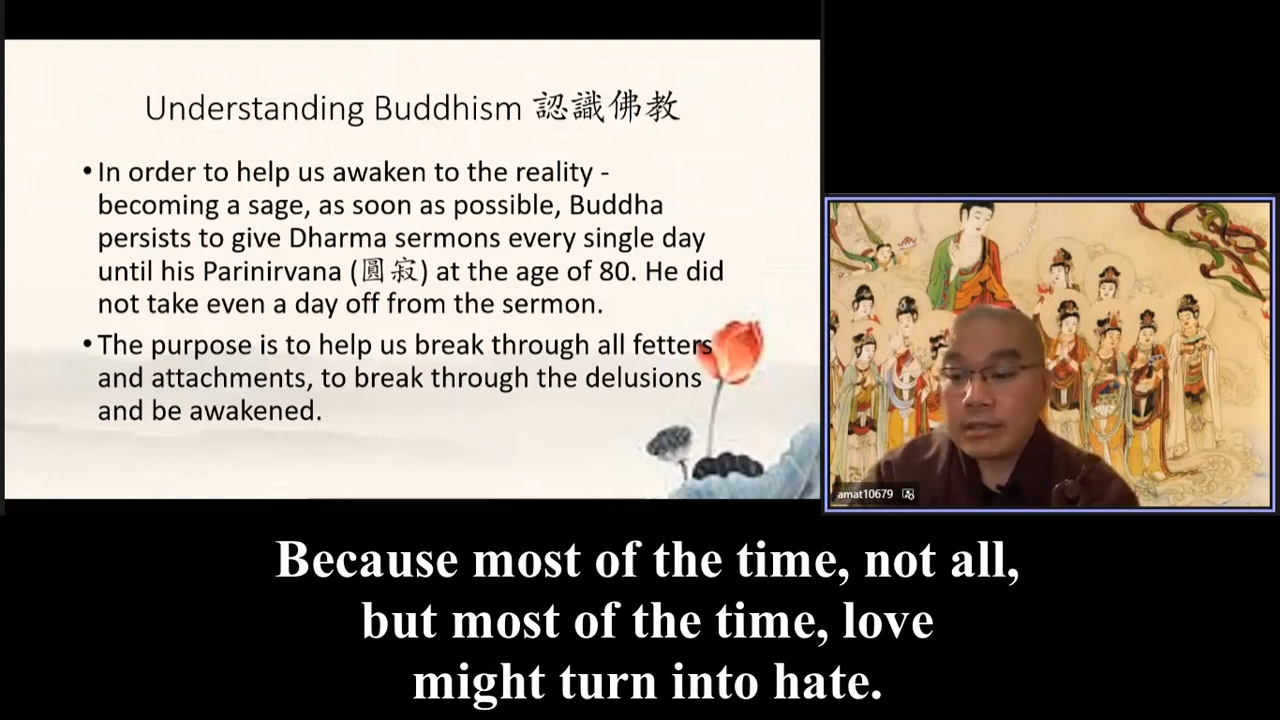 Understanding Buddhism 認識佛教
•In order to help us awaken to the reality -
becoming a sage, as soon as possible, Buddha
persists to give Dharma sermons every single day
until his Parinirvana (圓寂) at the age of 80. He did
not take even a day off from the sermon.
•The purpose is to help us break through all fetters
and attachments, to break through the delusions
and be awakened.
amat10679
Because most of the time, not all,
but most of the time, love
might turn into hate.